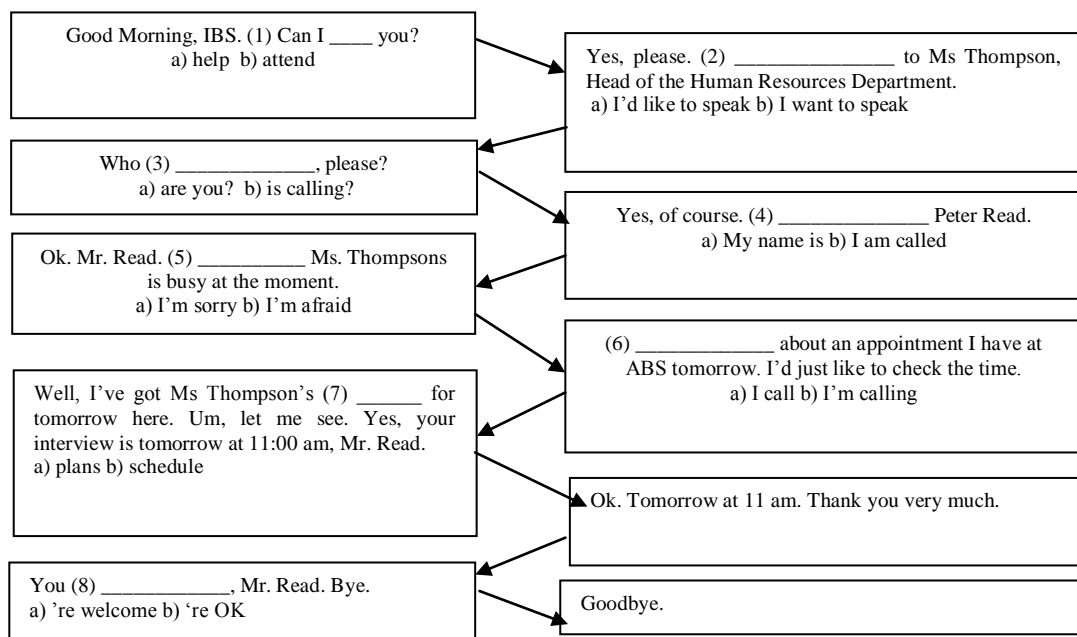 Good Morning, IBS. (1) Can I ____ you?
a) help b) attend
Yes, please. (2) _______________ to Ms Thompson,
Head of the Human Resources Department.
a) I’d like to speak b) I want to speak
Who (3) _____________, please?
a) are you? b) is calling?
Yes, of course. (4) ______________ Peter Read.
a) My name is b) I am called
Ok. Mr. Read. (5) __________ Ms. Thompsons
is busy at the moment.
a) I’m sorry b) I’m afraid
(6) _____________ about an appointment I have at
ABS tomorrow. I’d just like to check the time.
a) I call b) I’m calling
Well, I’ve got Ms Thompson’s (7) ______ for
tomorrow here. Um, let me see. Yes, your
interview is tomorrow at 11:00 am, Mr. Read.
a) plans b) schedule
Ok. Tomorrow at 11 am. Thank you very much.
You (8) ____________, Mr. Read. Bye.
a) ’re welcome b) ‘re OK
Goodbye.